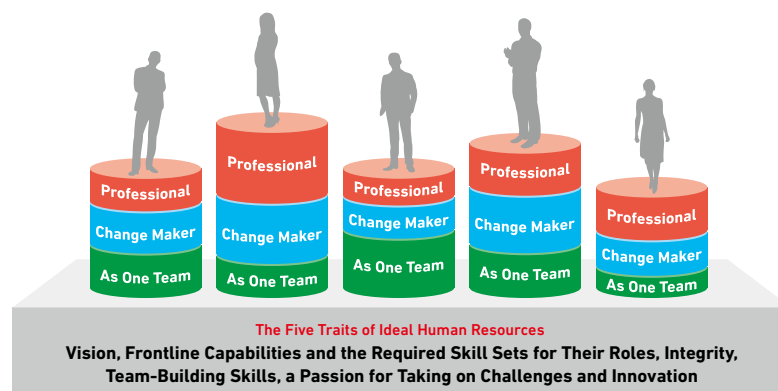 Professional
Change Maker
As One Team
Professional
Change Maker
As One Team
Professional
Change Maker
As One Team
Professional
Change Maker
As One Team
Professional
Change Maker
As One Team
The Five Traits of Ideal Human Resources
Vision, Frontline Capabilities and the Required Skill Sets for Their Roles, Integrity,
Team-Building Skills, a Passion for Taking on Challenges and Innovation